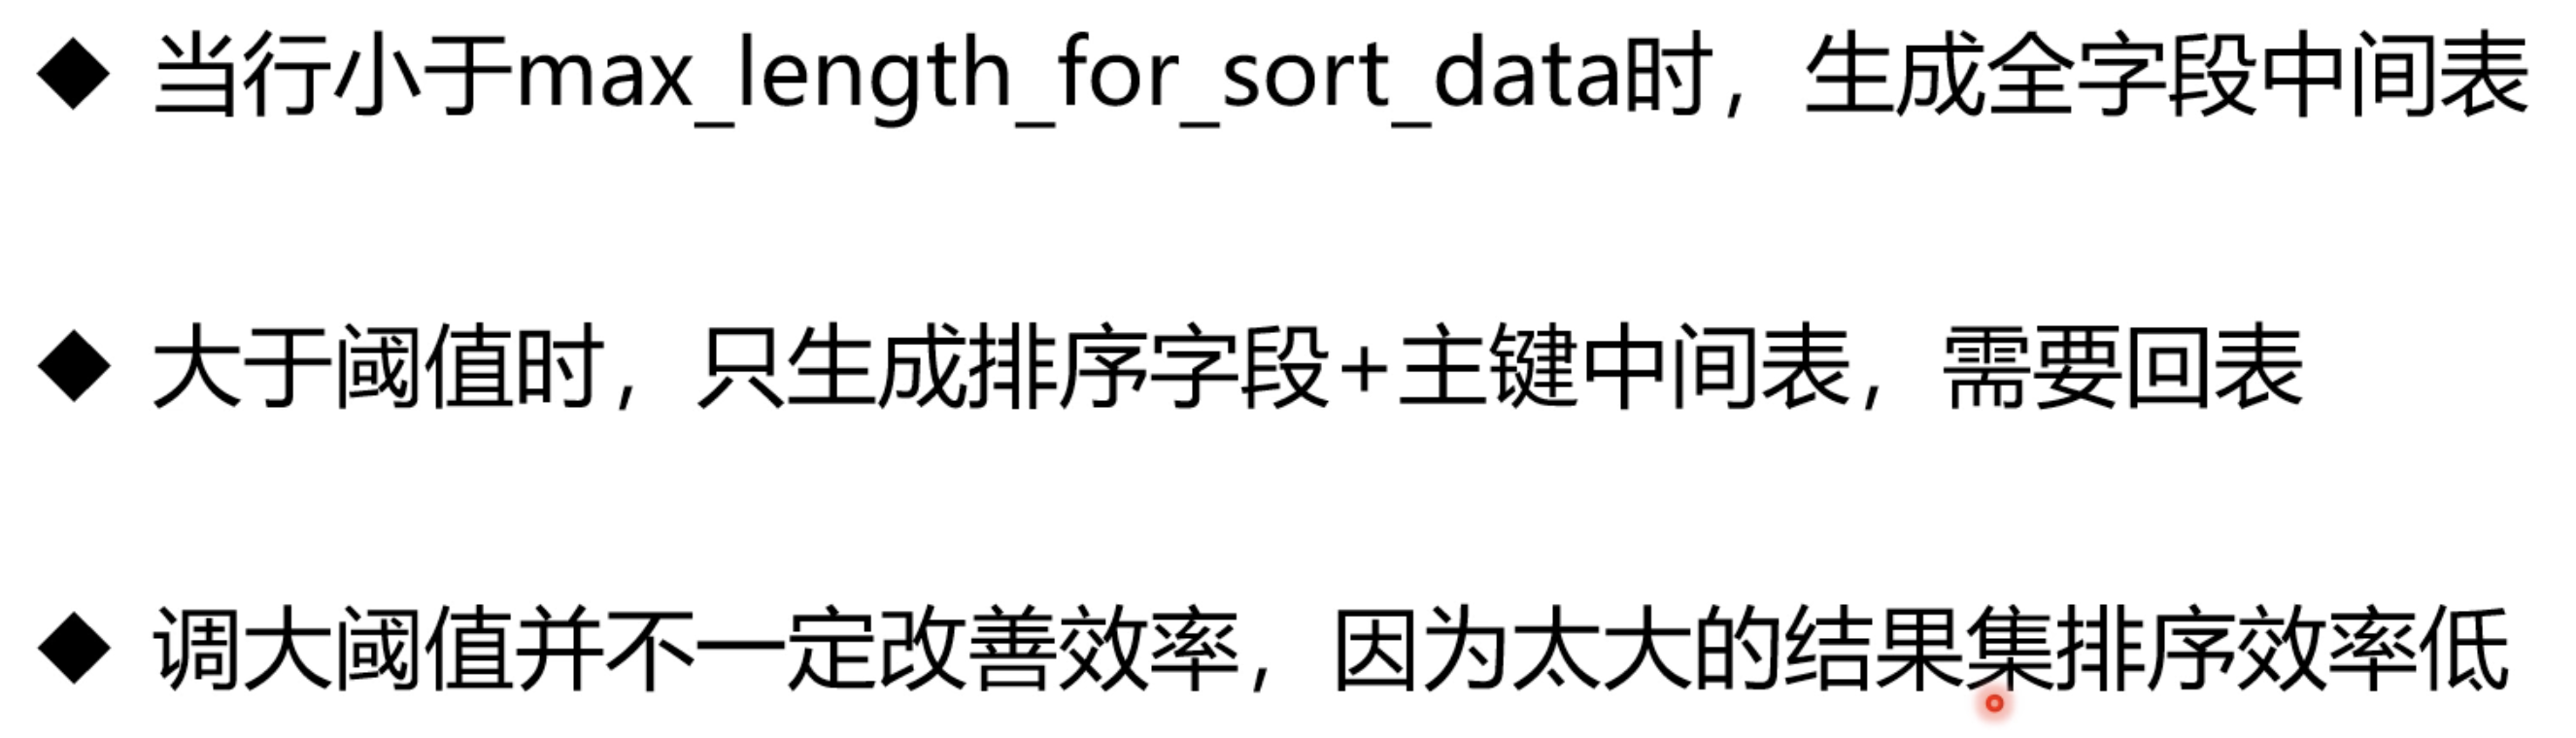 ◆ 当行小于max_length_for_sort_data时，生成全字段中间表
◆ 大于阈值时，只生成排序字段+主键中间表，需要回表
◆ 调大阈值并不一定改善效率，因为太大的结果集排序效率低